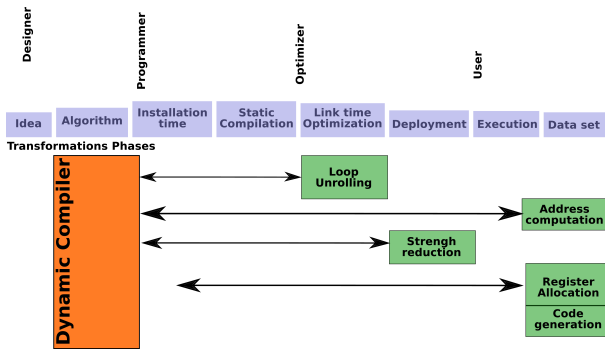 Designer
Programmer
Optimizer
User
Idea
Algorithm
Installation
time
Static
Compilation
Link time
Optimization
Deployment
Execution
Data set
Transformations Phases
Dynamic Compiler
Loop
Unrolling
Address
computation
Strengh
reduction
Register
Allocation
Code
generation